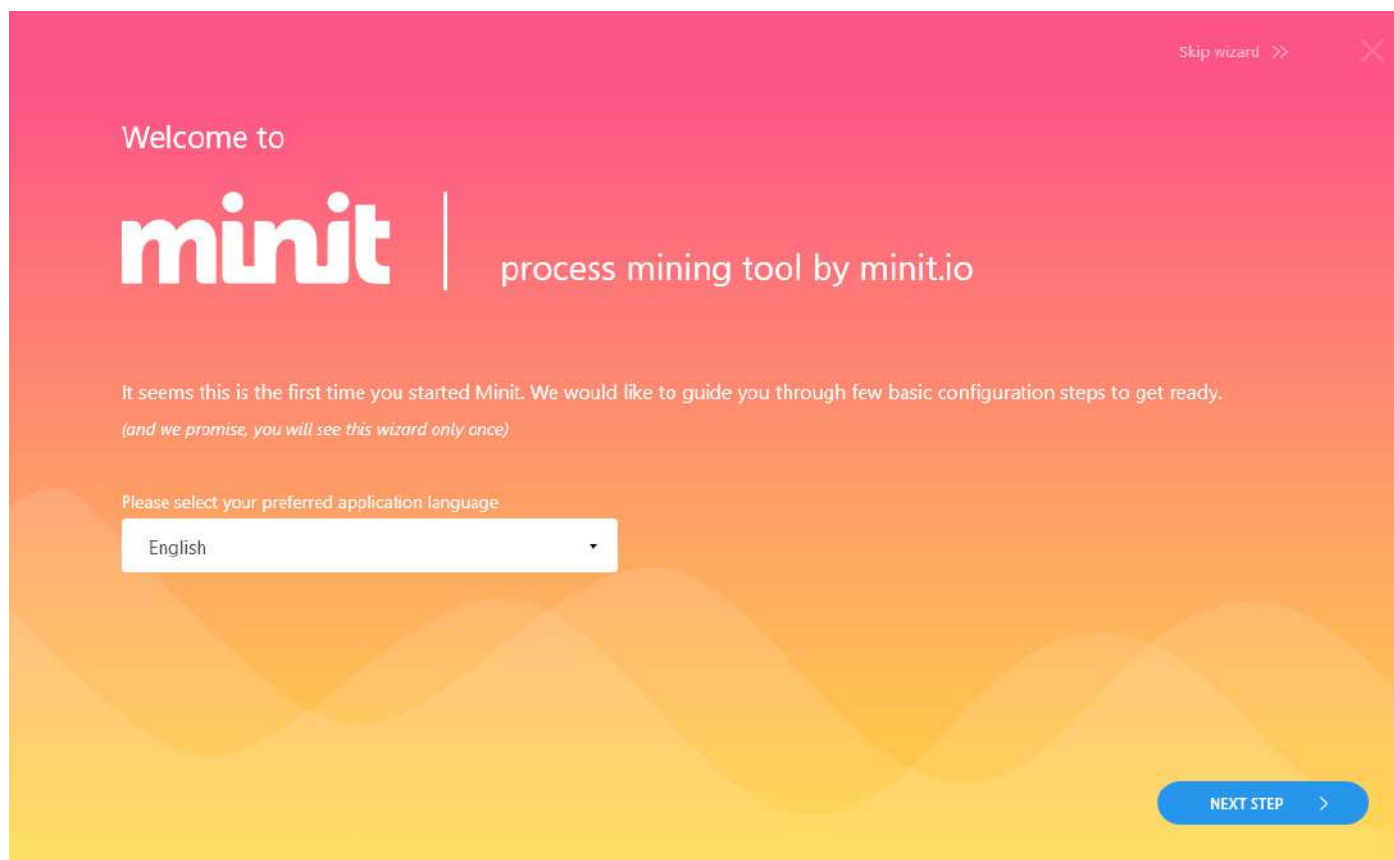 Skip wizard
Welcome to
minit
process mining tool by minit.io
It seems this is the first time you started Minit. We would like to guide you through few basic configuration steps to get ready.
(and we promise, you will see this wizard only once)
Please select your preferred application language
English
NEXT STEP